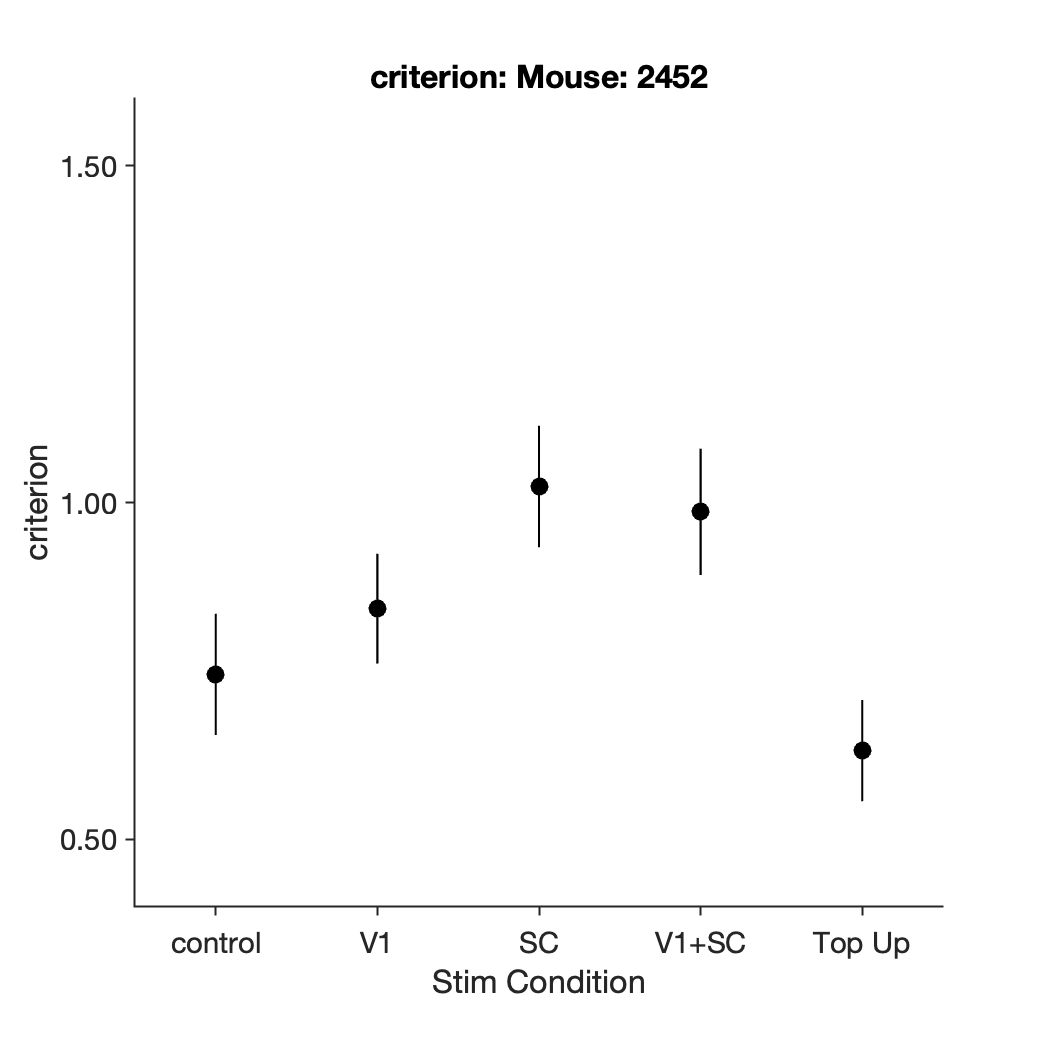 criterion: Mouse: 2452
criterion
1.50
1.00
0.50
control V1 SC V1+SC Top Up
Stim Condition